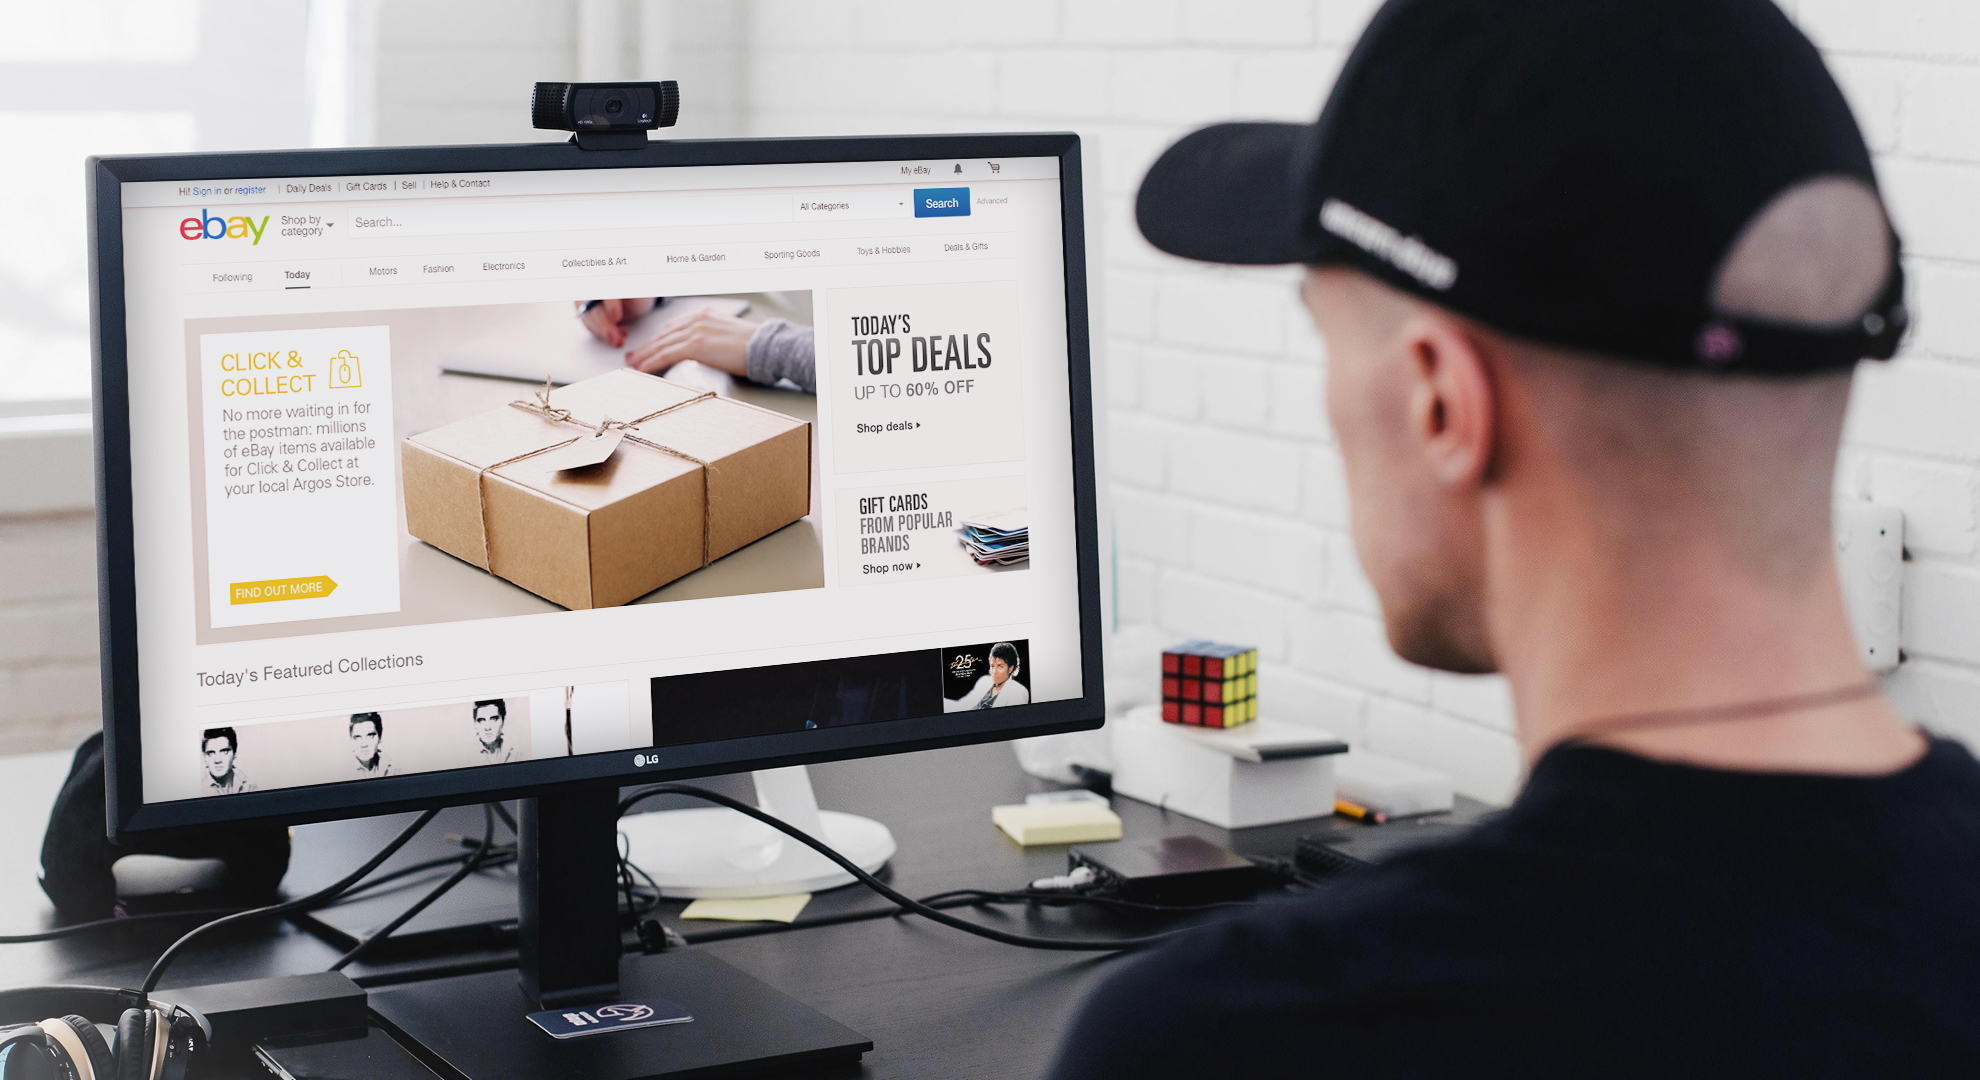 Hi! Sign in or register | Daily Deals | Gift Cards | Sell | Help & Contact
My eBay
ebay
Shop by
category
Search...
All Categories
Search
Advanced
Following
Today
Motors
Fashion
Electronics
Collectibles & Art
Home & Garden
Sporting Goods
Toys & Hobbies
Deals & Gifts
CLICK &
COLLECT
No more waiting in for
the postman: millions
of eBay items available
for Click & Collect at
your local Argos Store.
FIND OUT MORE
TODAY'S
TOP DEALS
UP TO 60% OFF
Shop deals
GIFT CARDS
FROM POPULAR
BRANDS
Shop now
Today's Featured Collections
25
LG